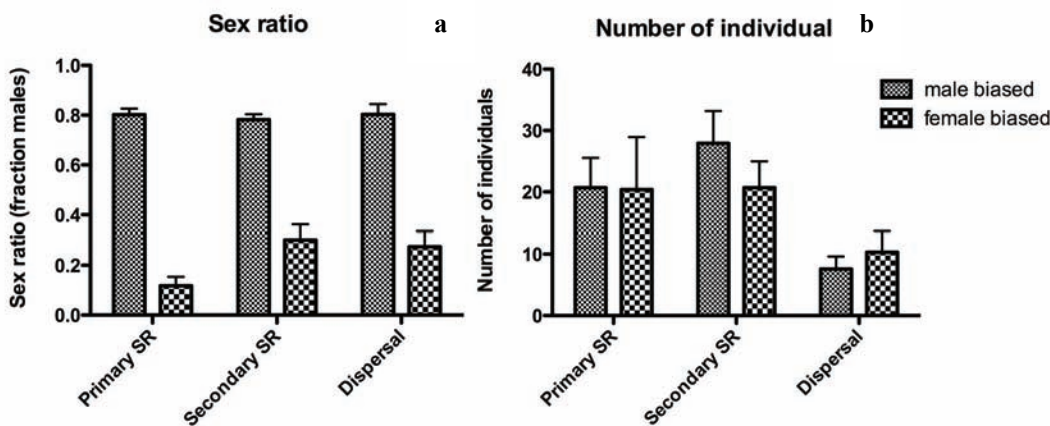 Sex ratio
a
Sex ratio (fraction males)
1.0
0.8
0.6
0.4
0.2
0.0
Primary SR
Secondary SR
Dispersal
Number of individual
b
Number of individuals
40
30
20
10
0
Primary SR
Secondary SR
Dispersal
male biased
female biased